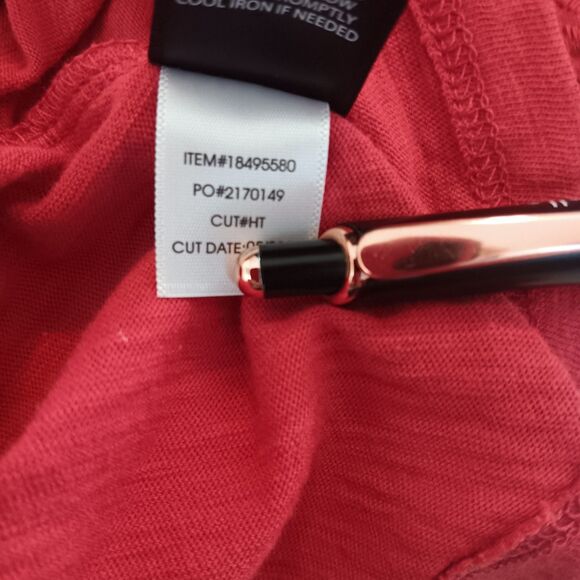 COOL IRON IF NEEDED
ITEM#18495580
PO#2170149
CUT#HT
CUT DATE: